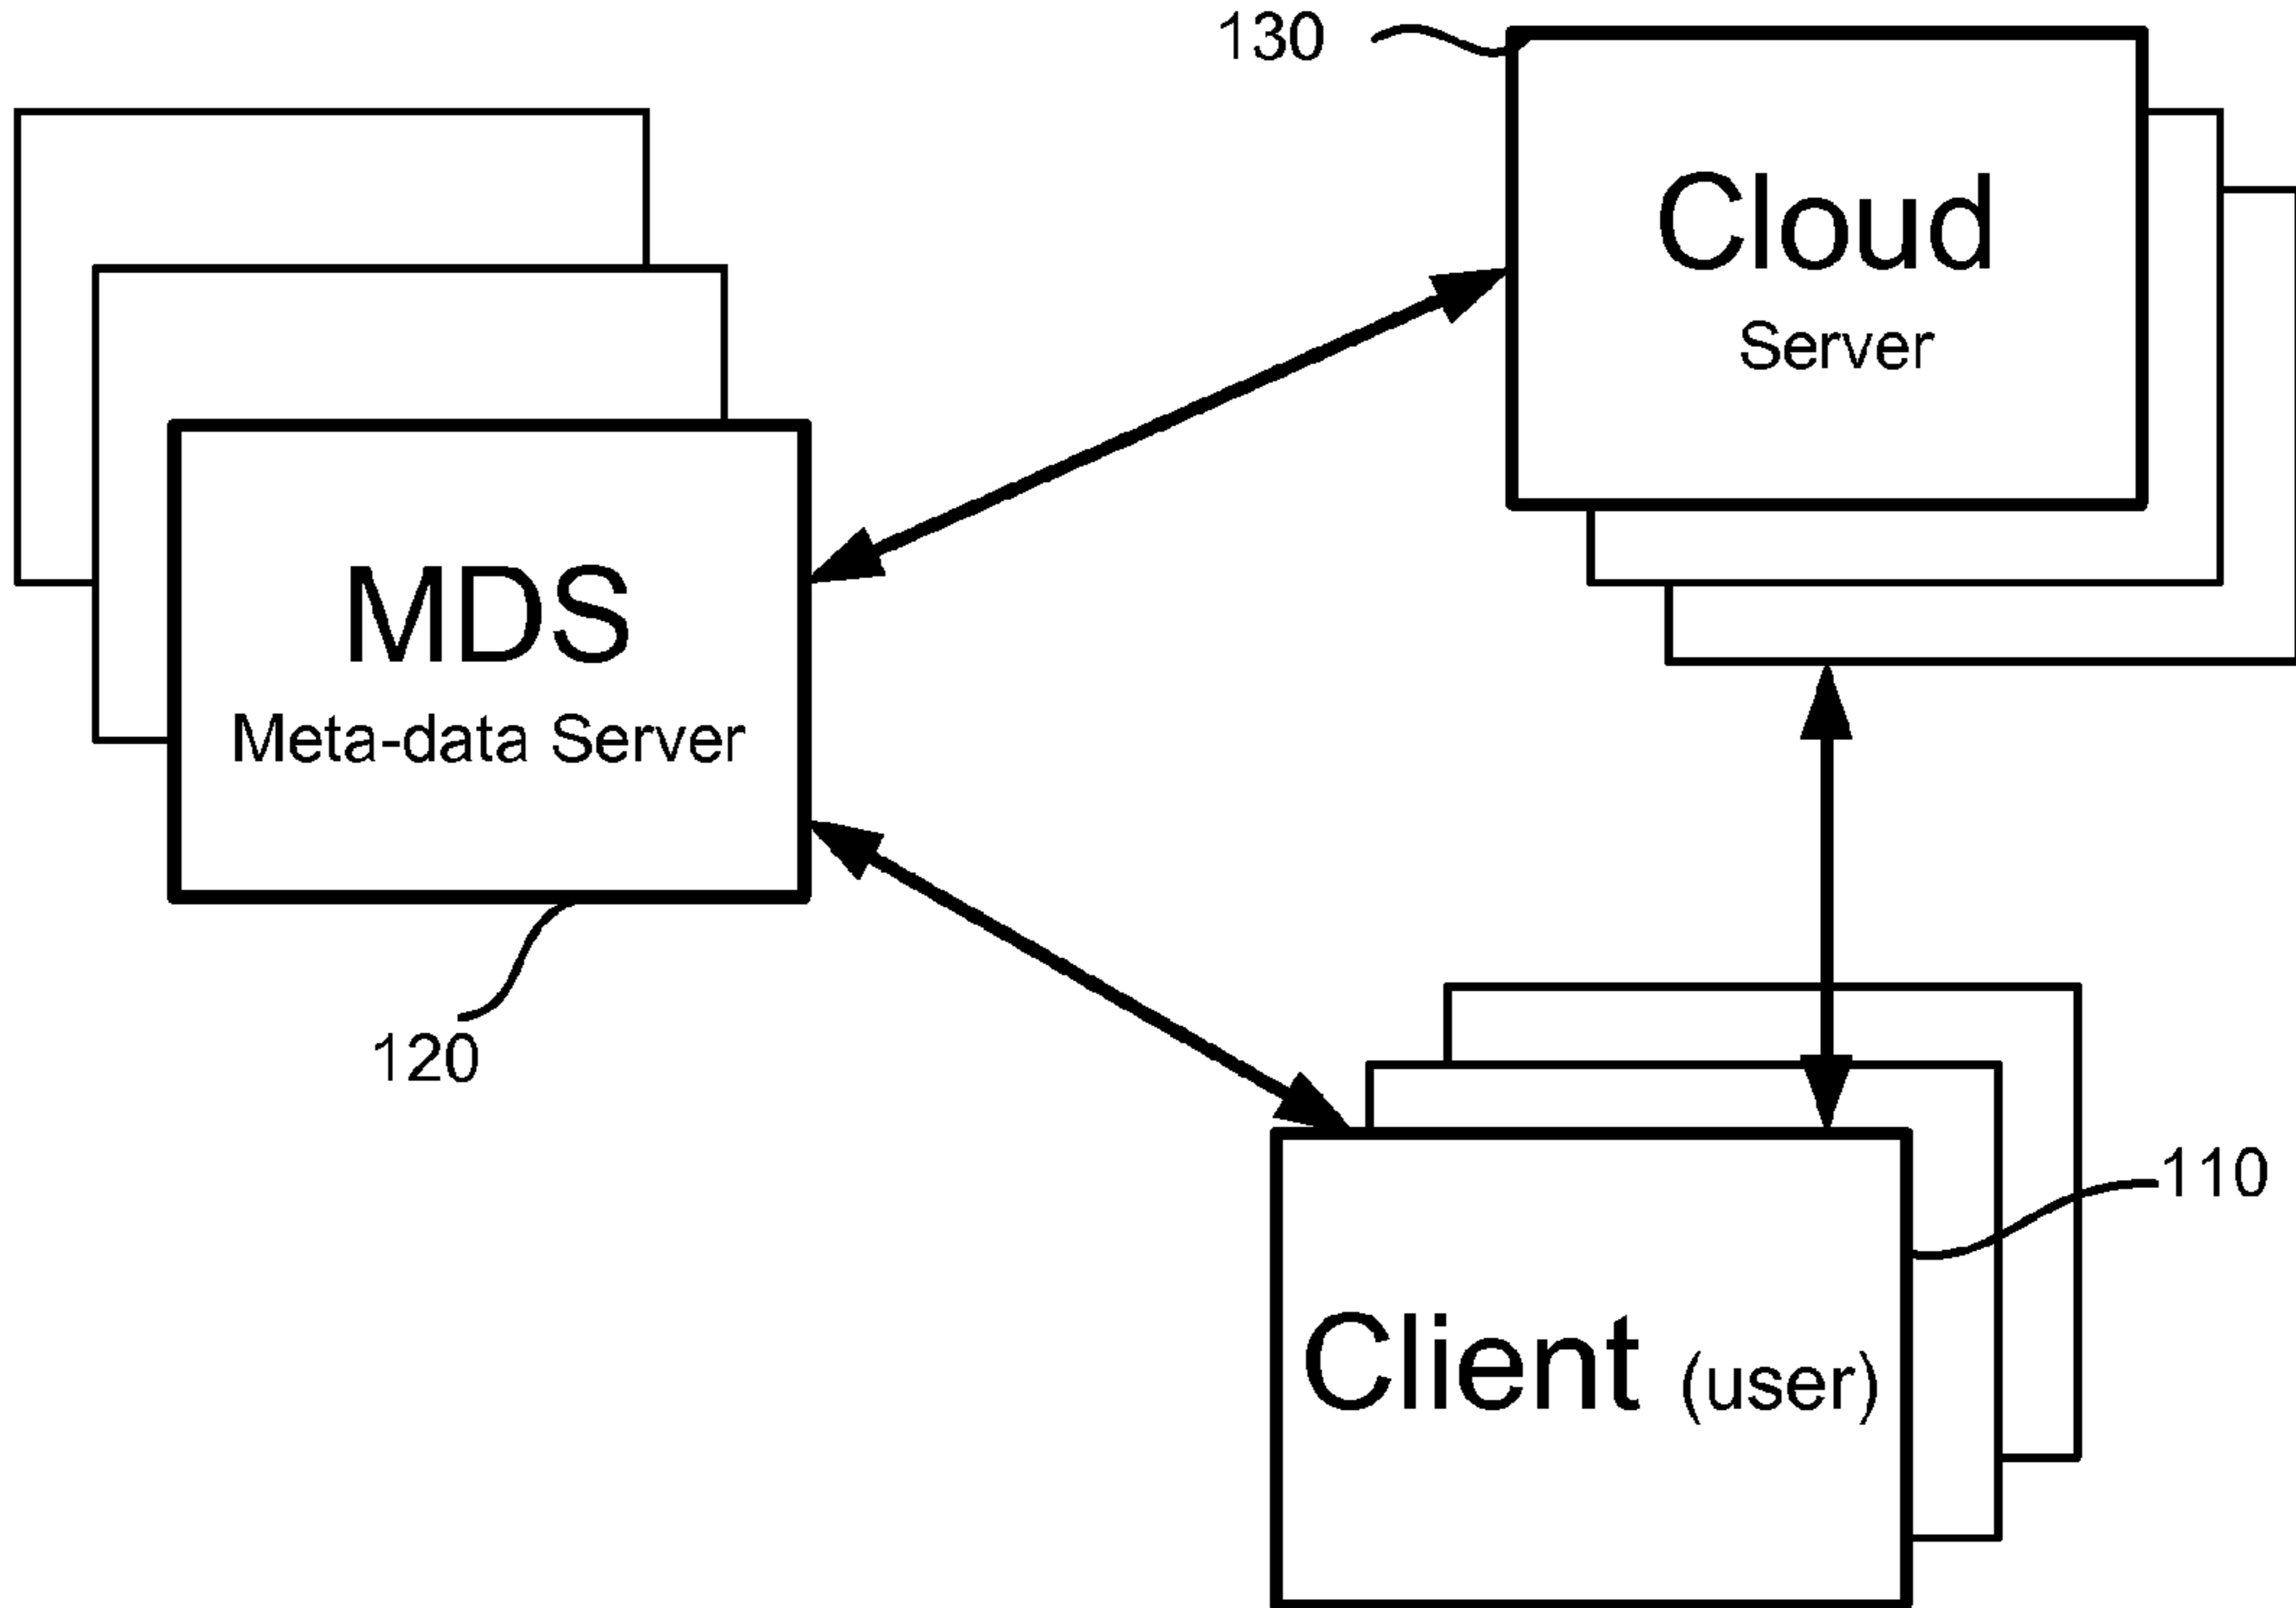 130
Cloud
Server
MDS
Meta-data Server
120
110
Client (user)